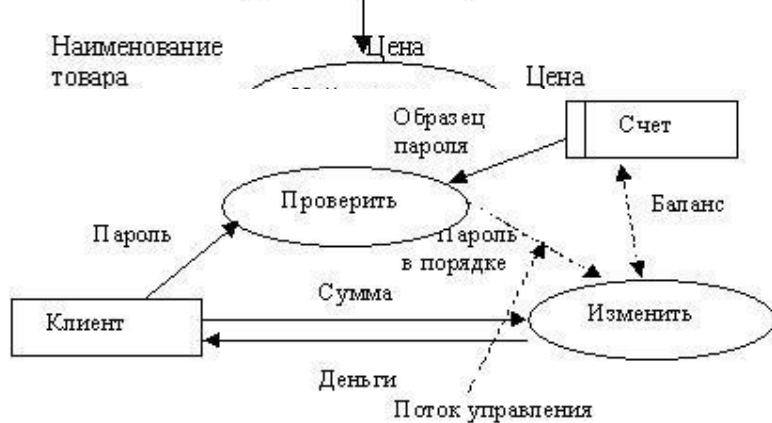 Наименование
товара
Цена
Цена
Образец
пароля
Счет
Проверить
Баланс
Пароль
Пароль
в порядке
Сумма
Клиент
Изменить
Деньги
Поток управления